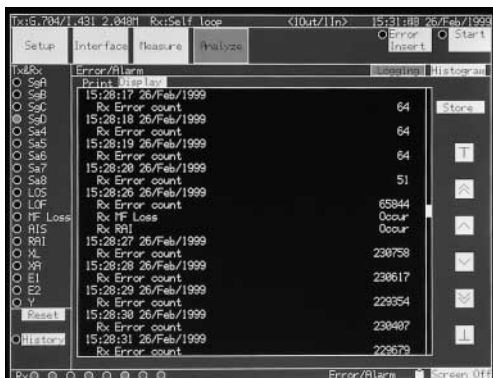 Tx:G.704/1.431 2.048M Rx:Self loop <1Out/1In> 15:31:48 26/Feb/1999
Setup Interface Measure Analyze Error Insert Start
Tx&Rx Error/Alarm Logging Histogram
Print Display
SgA
SgB
SgC
SgD
Sa4
Sa5
Sa6
Sa7
Sa8
LOS
LOF
MF Loss
AIS
RAI
XL
XA
E1
E2
Y
Reset
History
15:28:17 26/Feb/1999
Rx Error count 64
15:28:18 26/Feb/1999
Rx Error count 64
15:28:19 26/Feb/1999
Rx Error count 64
15:28:20 26/Feb/1999
Rx Error count 51
15:28:26 26/Feb/1999
Rx Error count 65844
Rx MF Loss Occur
Rx RAI Occur
15:28:27 26/Feb/1999
Rx Error count 230758
15:28:28 26/Feb/1999
Rx Error count 230617
15:28:29 26/Feb/1999
Rx Error count 229354
15:28:30 26/Feb/1999
Rx Error count 230407
15:28:31 26/Feb/1999
Rx Error count 229679
Store
Error/Alarm Screen Off